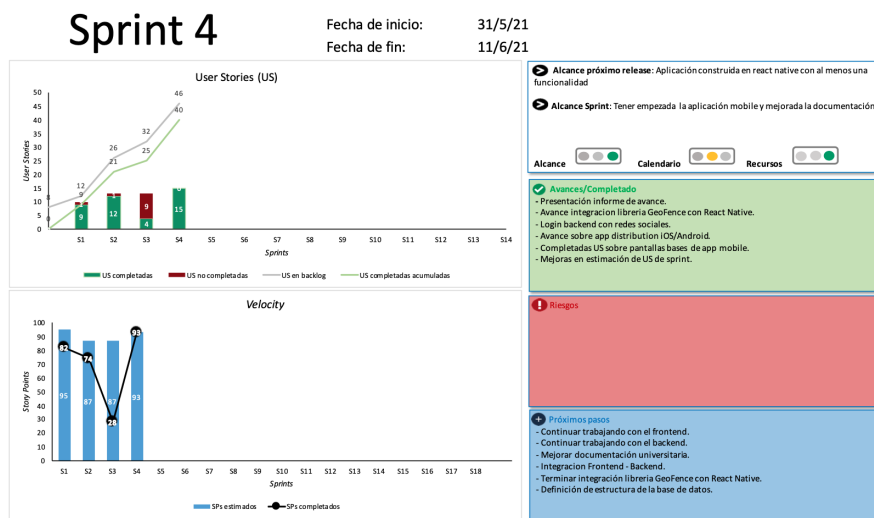 Sprint 4
Fecha de inicio: 31/5/21
Fecha de fin: 11/6/21
User Stories (US)
User Stories
50
45
40
35
30
25
20
15
10
5
0
8
0
12
9
26
21
32
25
46
40
9
12
1
9
4
0
15
S1 S2 S3 S4 S5 S6 S7 S8 S9 S10 S11 S12 S13 S14
Sprints
US completadas US no completadas US en backlog US completadas acumuladas
Velocity
Story Points
100
90
80
70
60
50
40
30
20
10
0
82
74
28
93
95
87
87
93
S1 S2 S3 S4 S5 S6 S7 S8 S9 S10 S11 S12 S13 S14 S15 S16 S17 S18
Sprints
SPs estimados SPs completados
Alcance próximo release: Aplicación construida en react native con al menos una
funcionalidad
Alcance Sprint: Tener empezada la aplicación mobile y mejorada la documentación
Alcance Calendario Recursos
Avances/Completado
- Presentación informe de avance.
- Avance integracion libreria GeoFence con React Native.
- Login backend con redes sociales.
- Avance sobre app distribution iOS/Android.
- Completadas US sobre pantallas bases de app mobile.
- Mejoras en estimación de US de sprint.
Riesgos
Próximos pasos
- Continuar trabajando con el frontend.
- Continuar trabajando con el backend.
- Mejorar documentación universitaria.
- Integracion Frontend - Backend.
- Terminar integración libreria GeoFence con React Native.
- Definición de estructura de la base de datos.